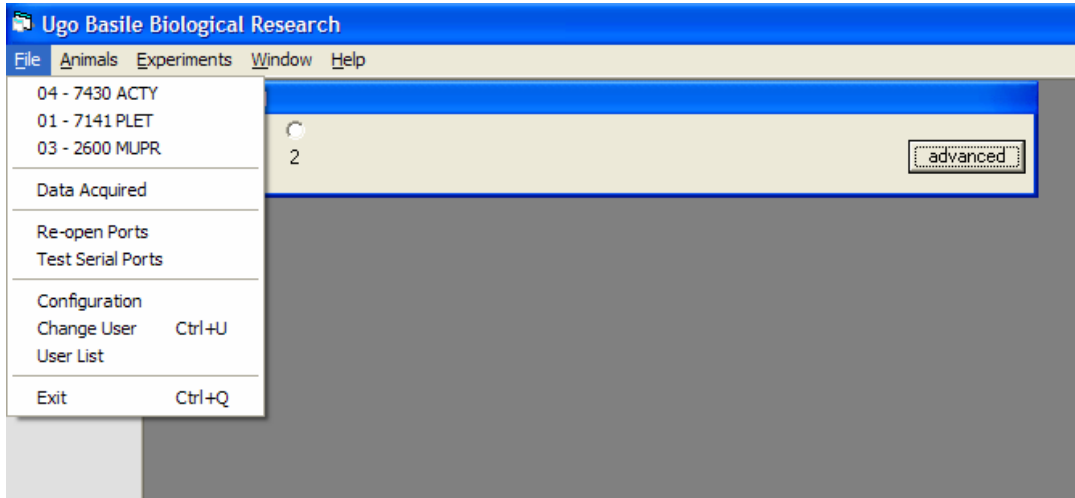 Ugo Basile Biological Research
File Animals Experiments Window Help
04 - 7430 ACTY
01 - 7141 PLET
03 - 2600 MUPR
2
advanced
Data Acquired
Re-open Ports
Test Serial Ports
Configuration
Change User Ctrl+U
User List
Exit Ctrl+Q